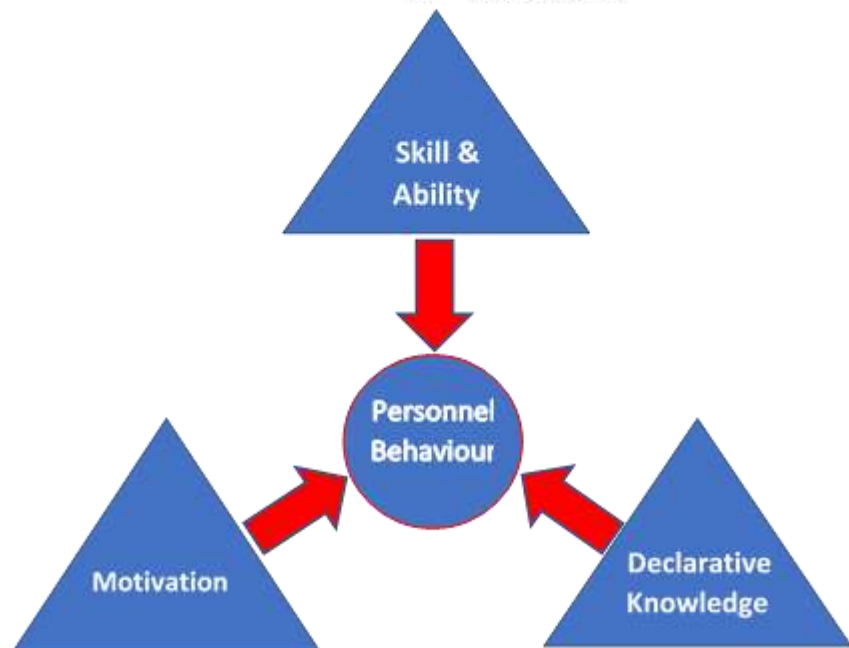 Skill &
Ability
Personnel
Behaviour
Motivation
Declarative
Knowledge